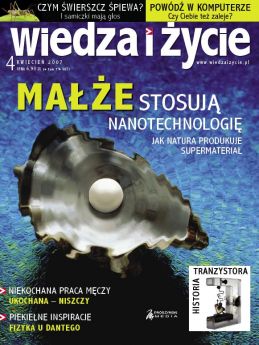 CZYM ŚWIERSZCZ ŚPIEWA?
I samiczki mają głos
POWÓDŹ W KOMPUTERZE
Czy Ciebie też zaleje?
wiedza i życie
4
KWIECIEŃ 2007
www.wiedzaizycie.pl
MAŁŻE STOSUJĄ
NANOTECHNOLOGIĘ
JAK NATURA PRODUKUJE
SUPERMATERIAŁ
NIEKOCHANA PRACA MĘCZY
UKOCHANA – NISZCZY
PIEKIELNE INSPIRACJE
FIZYKA U DANTEGO
PRÓSZYŃSKI
MEDIA
HISTORIA
TRANZYSTORA